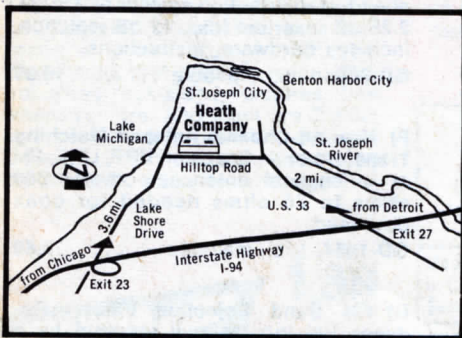 Benton Harbor City
St. Joseph City
Heath
Company
Lake
Michigan
St. Joseph
River
Hilltop Road
N
2 mi.
U.S. 33
from Detroit
3.6 mi
Lake
Shore
Drive
from Chicago
Interstate Highway
I-94
Exit 27
Exit 23